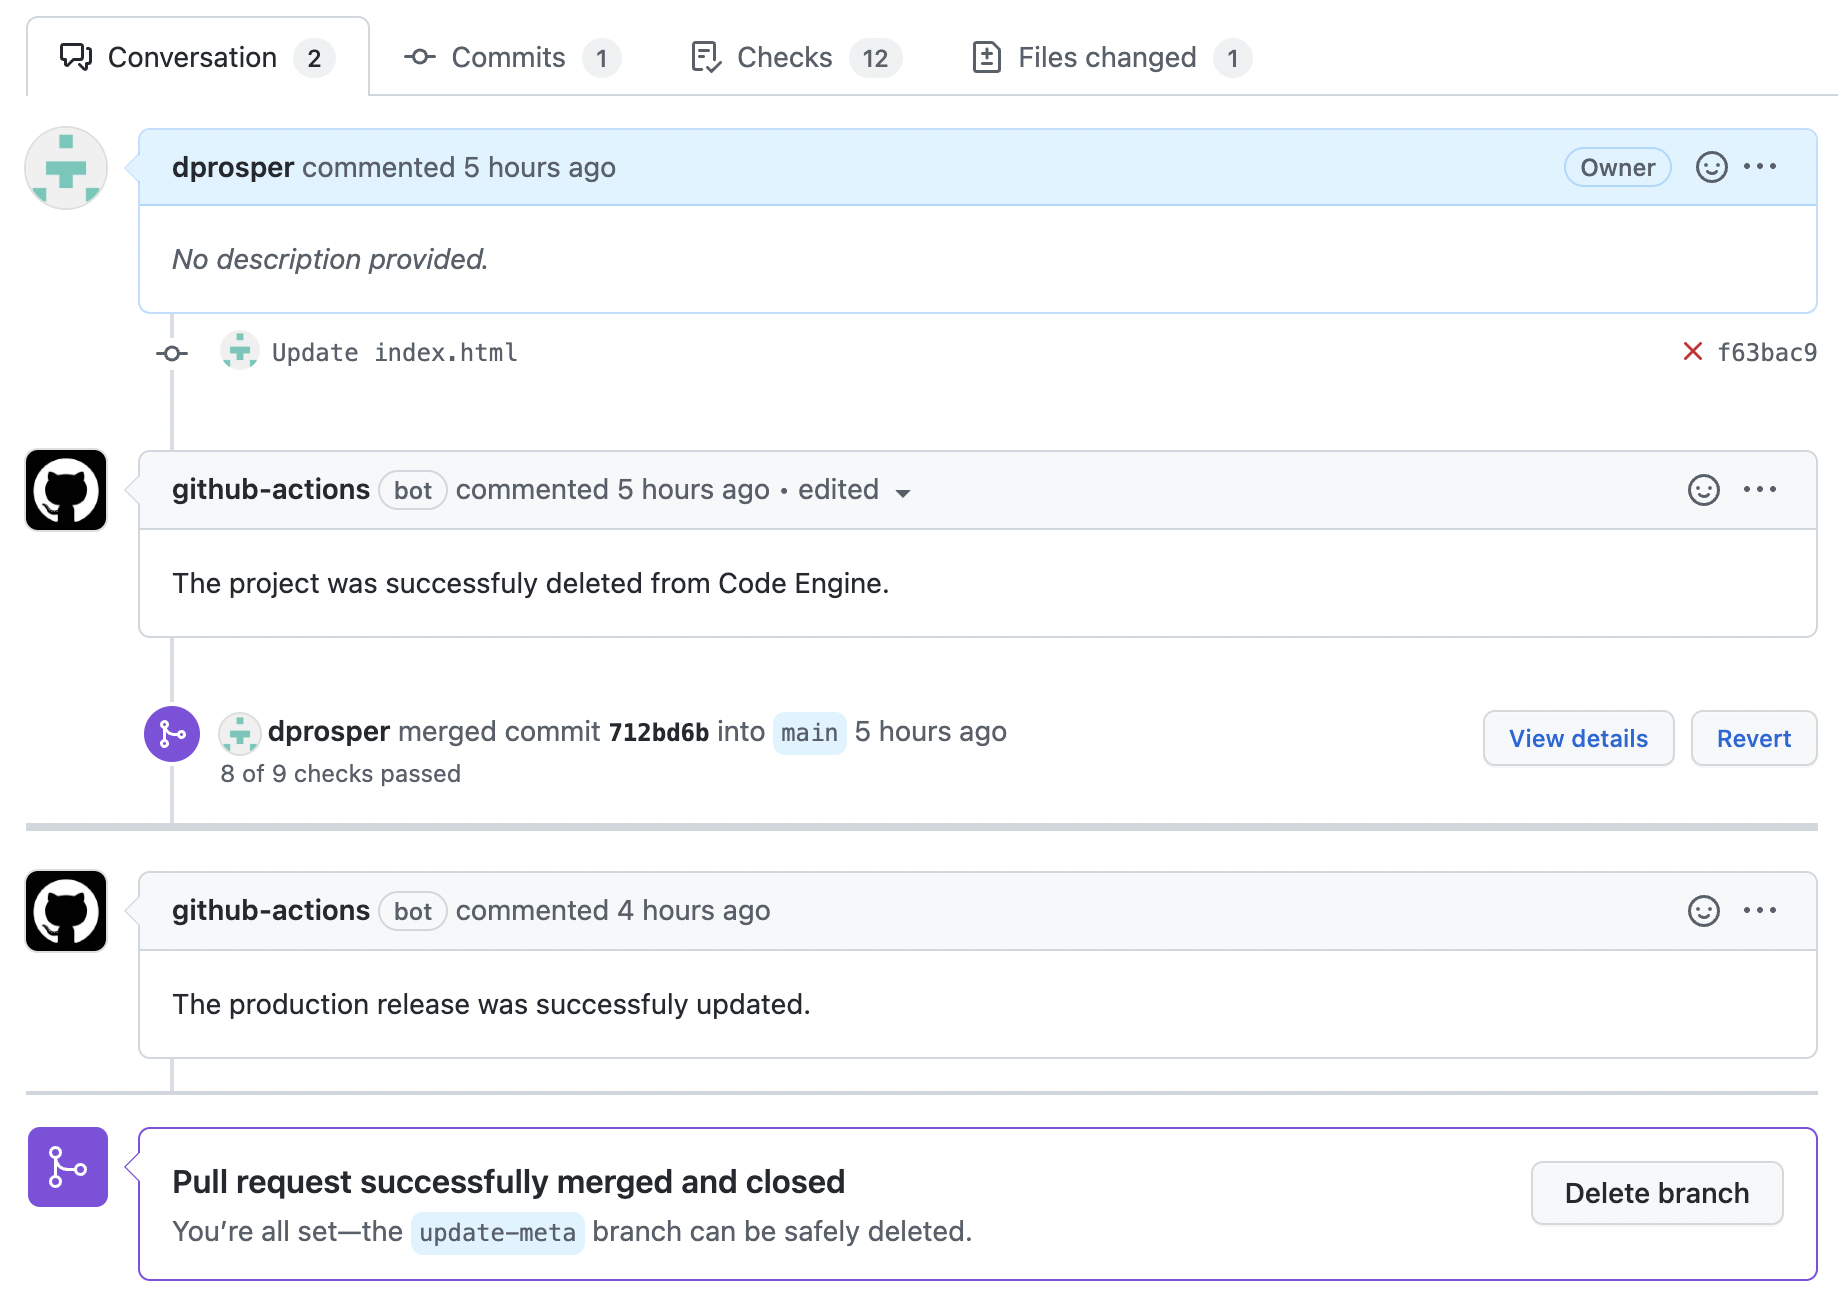 Conversation 2 Commits 1 Checks 12 Files changed 1
dprosper commented 5 hours ago Owner
No description provided.
Update index.html f63bac9
github-actions bot commented 5 hours ago • edited
The project was successfuly deleted from Code Engine.
dprosper merged commit 712bd6b into main 5 hours ago View details Revert
8 of 9 checks passed
github-actions bot commented 4 hours ago
The production release was successfuly updated.
Pull request successfully merged and closed
You’re all set—the update-meta branch can be safely deleted.
Delete branch